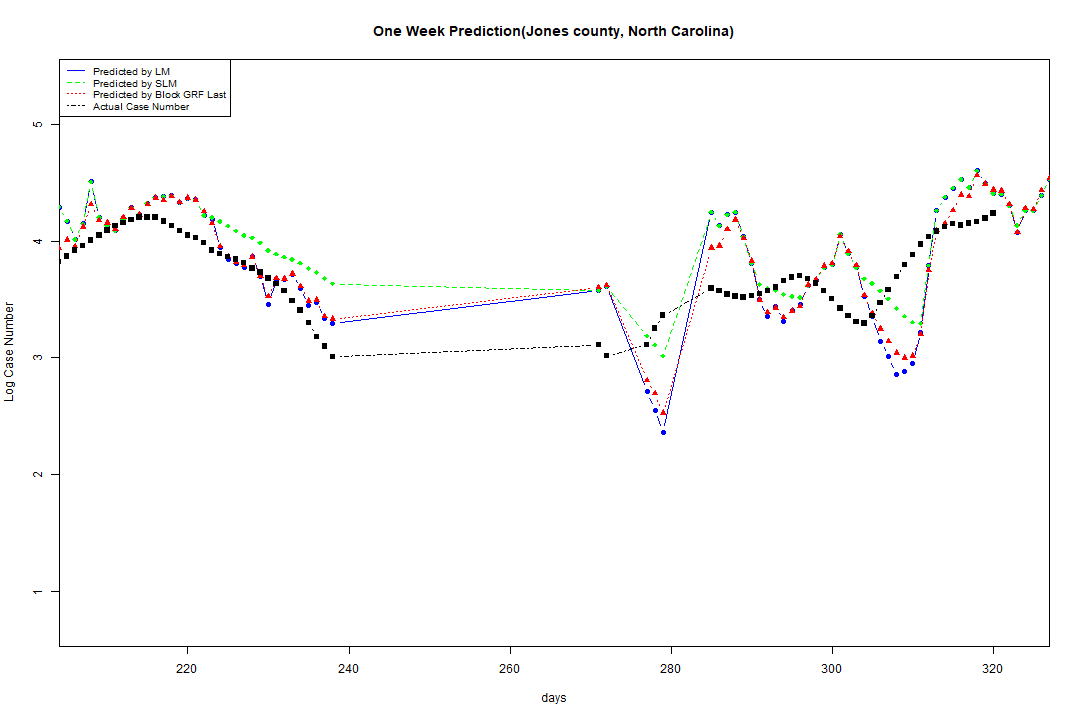 One Week Prediction(Jones county, North Carolina)
Predicted by LM
Predicted by SLM
Predicted by Block GRF Last
Actual Case Number
5
4
3
2
1
Log Case Number
220 240 260 280 300 320
days